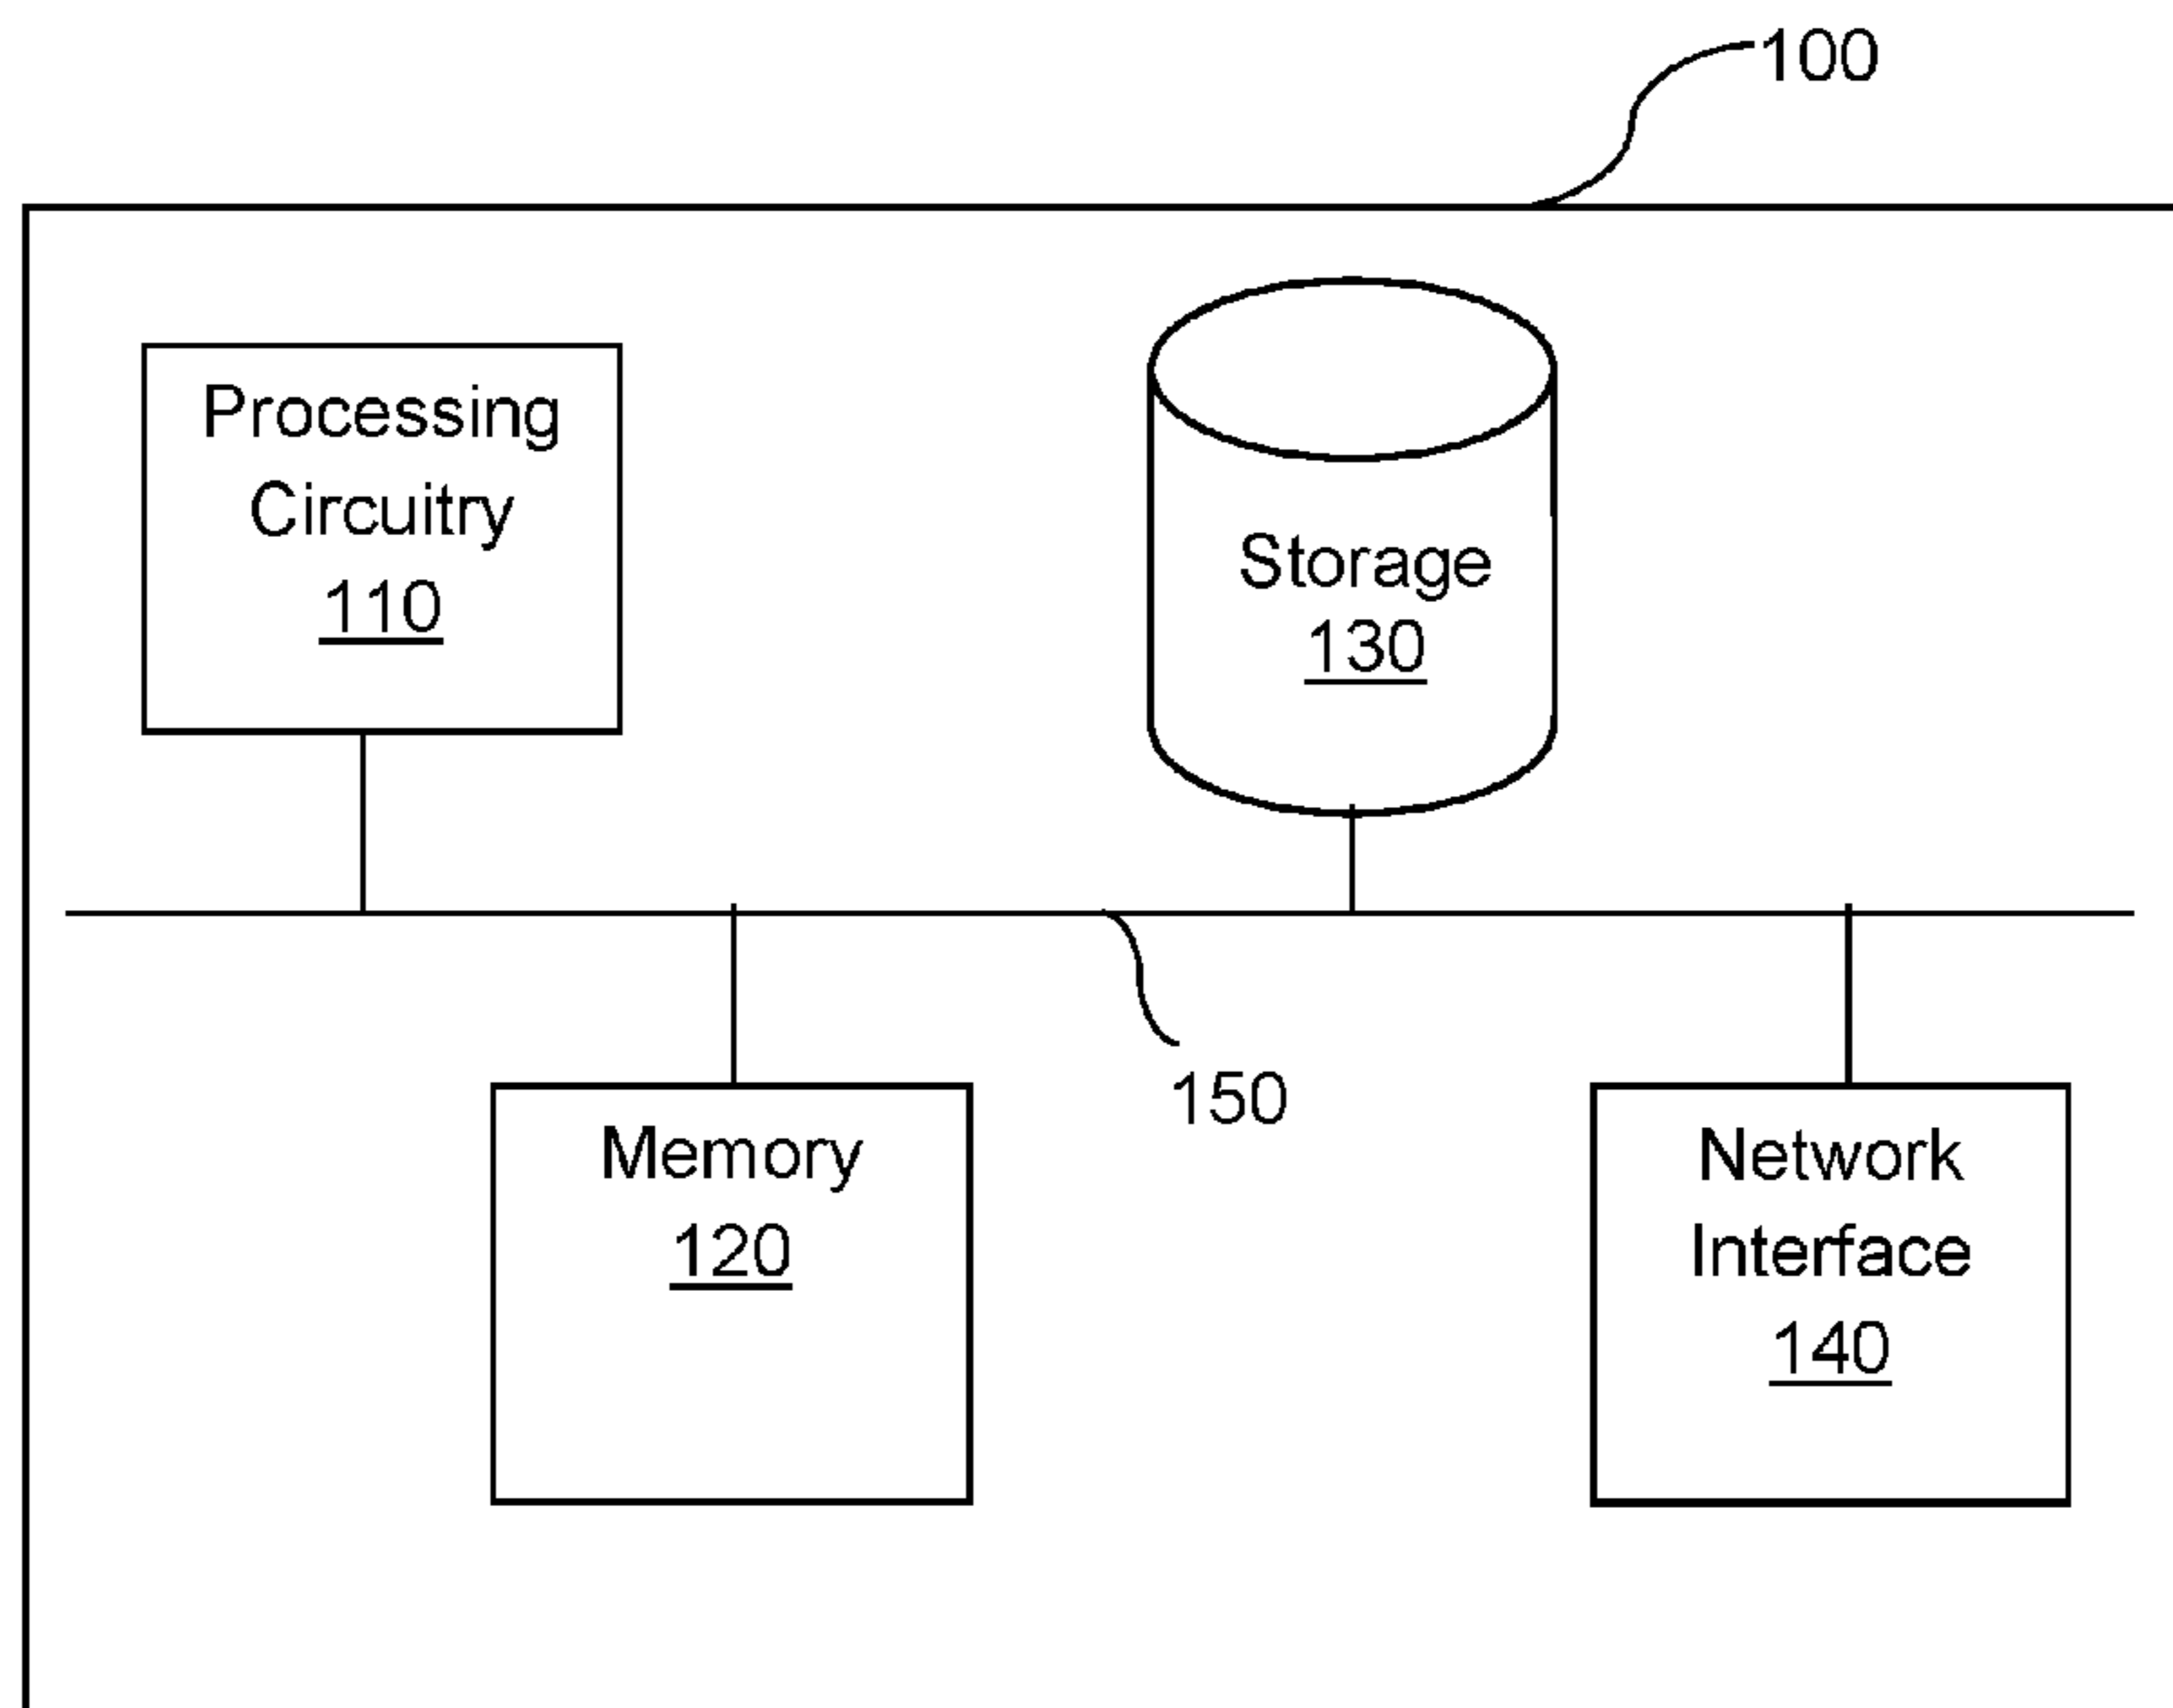 100
Processing
Circuitry
110
Storage
130
150
Memory
120
Network
Interface
140